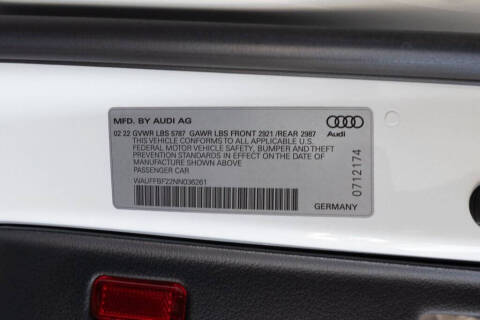 MFD. BY AUDI AG
Audi
02 22 GVWR LBS 5787 GAWR LBS FRONT 2921 /REAR 2987
THIS VEHICLE CONFORMS TO ALL APPLICABLE U.S.
FEDERAL MOTOR VEHICLE SAFETY, BUMPER AND THEFT
PREVENTION STANDARDS IN EFFECT ON THE DATE OF
MANUFACTURE SHOWN ABOVE
PASSENGER CAR
WAUFFBF22NN036261
0712174
GERMANY